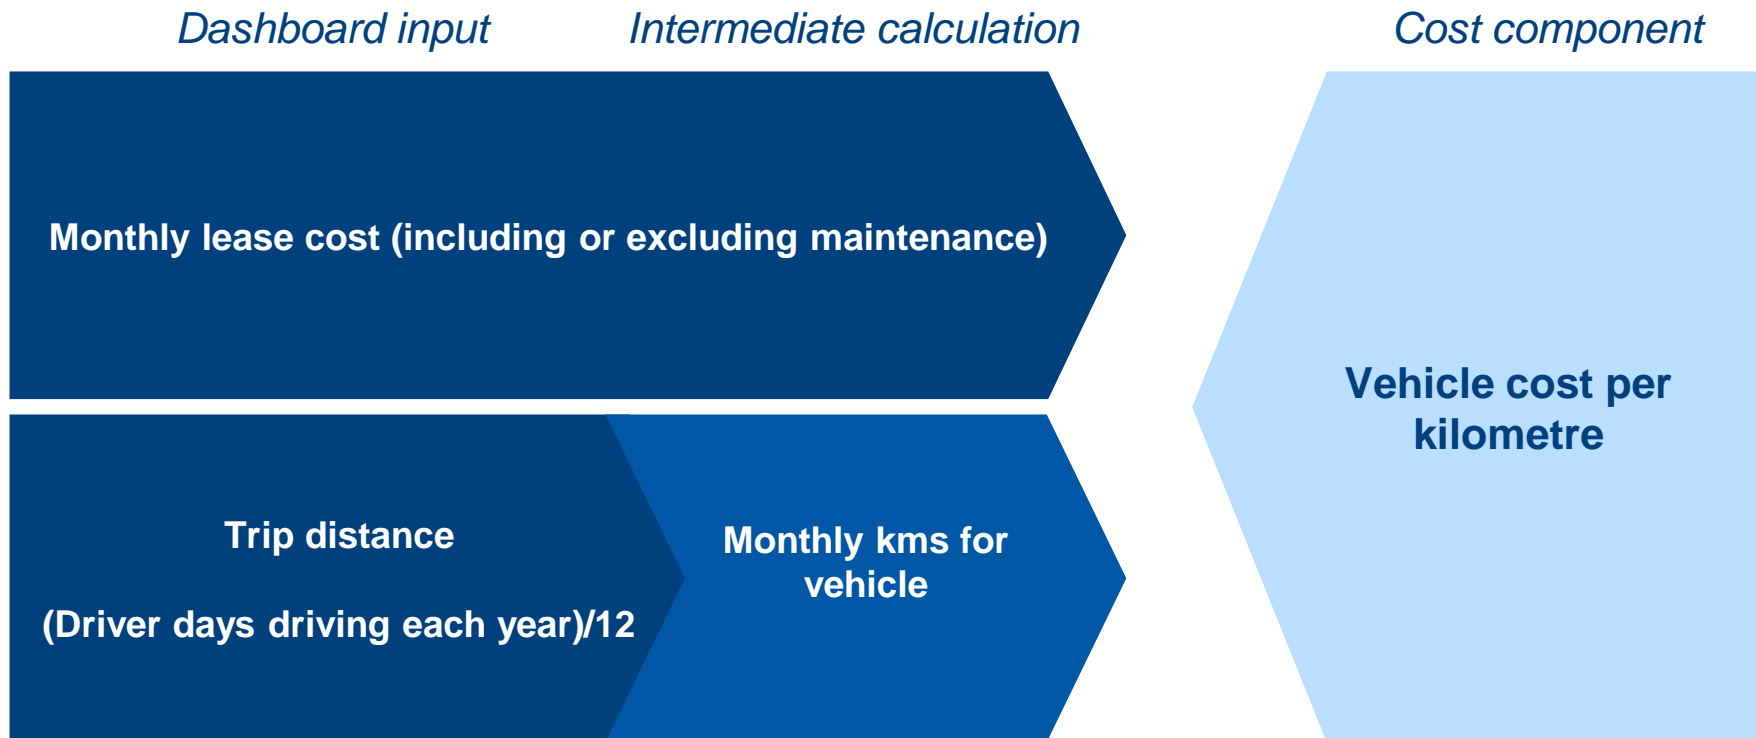 Dashboard input
Intermediate calculation
Cost component
Monthly lease cost (including or excluding maintenance)
Vehicle cost per
kilometre
Trip distance
(Driver days driving each year)/12
Monthly kms for
vehicle